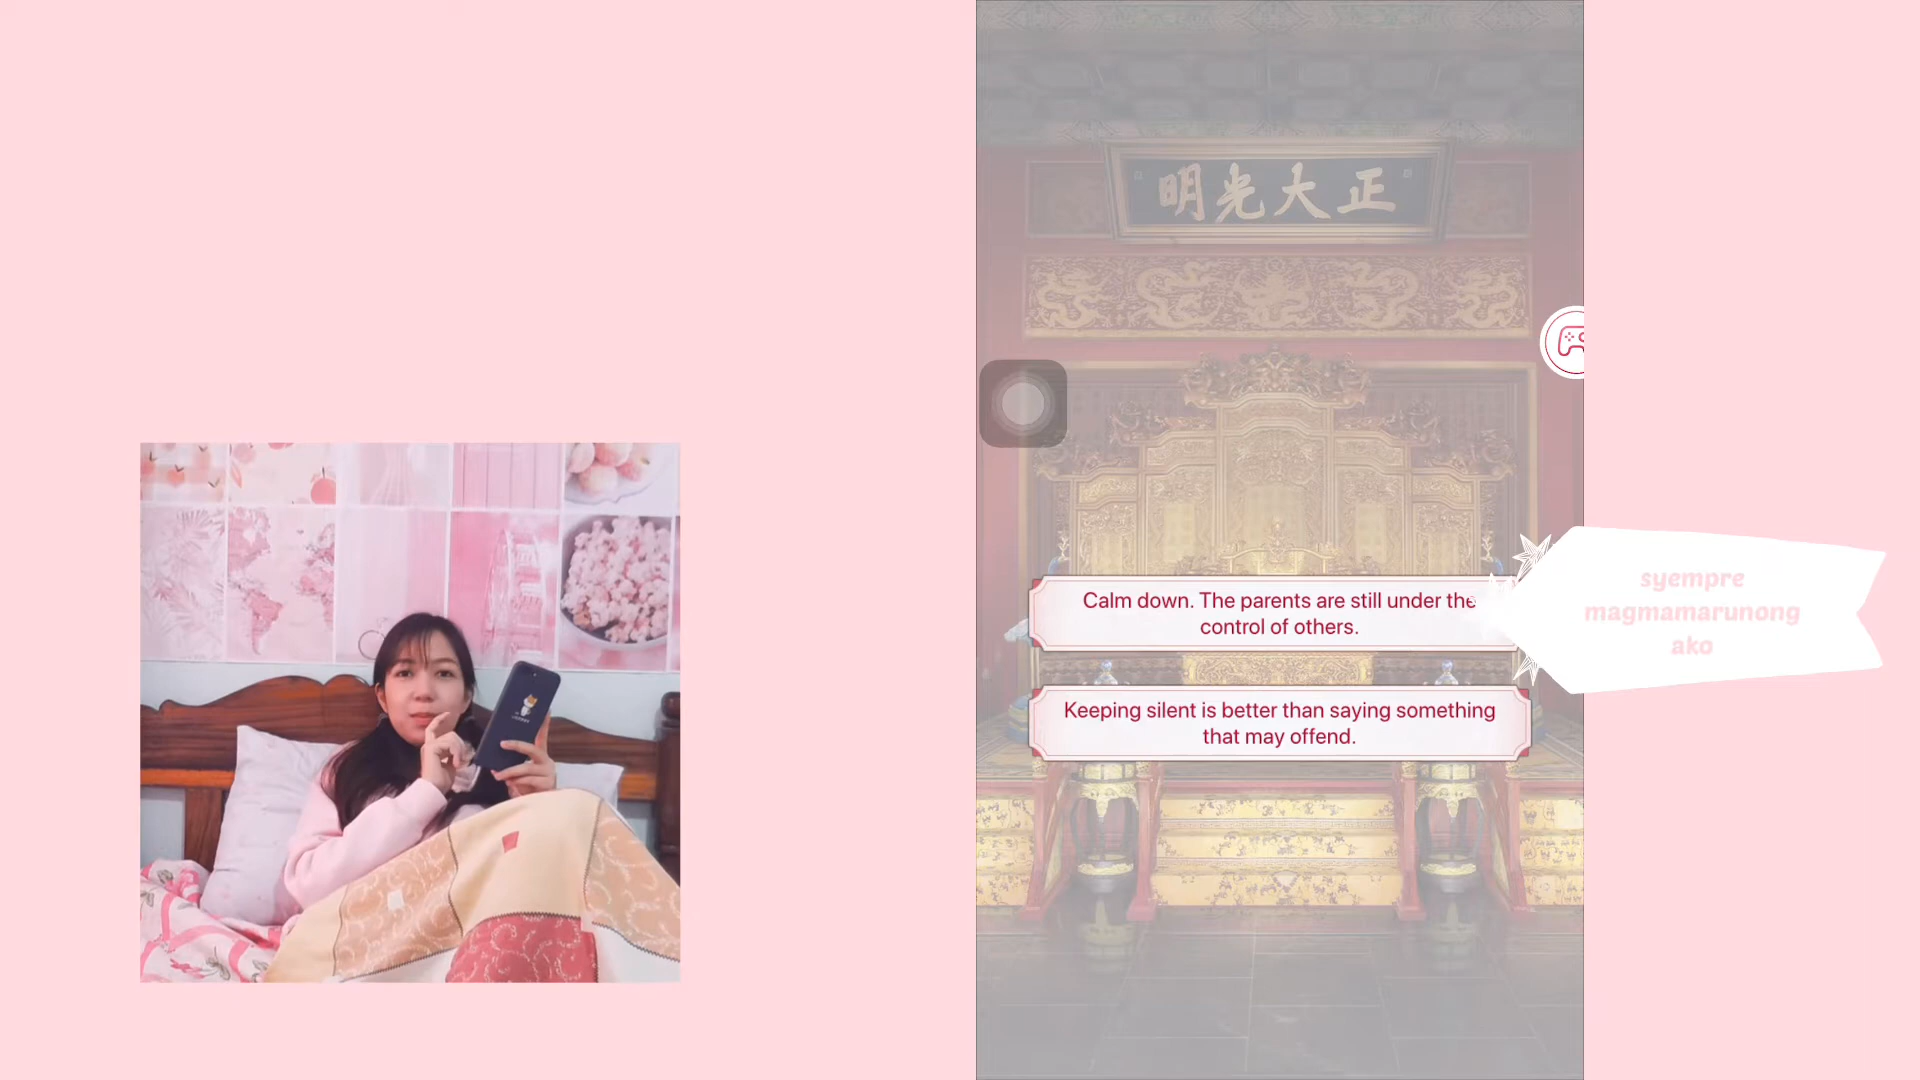 明光大正
Calm down. The parents are still under the
control of others.
syempre
magmamarunong
ako
Keeping silent is better than saying something
that may offend.